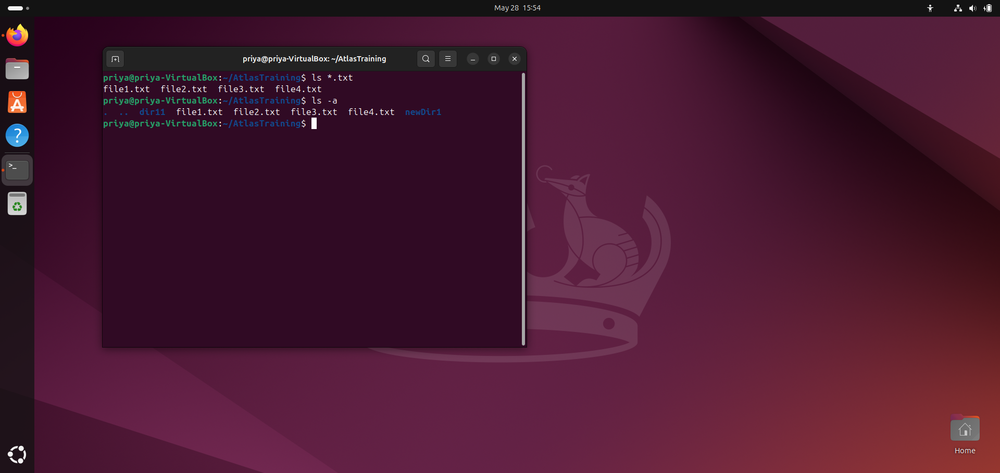 May 28 15:54
priya@priya-VirtualBox: ~/AtlasTraining
priya@priya-VirtualBox:~/AtlasTraining$ ls *.txt
file1.txt file2.txt file3.txt file4.txt
priya@priya-VirtualBox:~/AtlasTraining$ ls -a
. .. dir11 file1.txt file2.txt file3.txt file4.txt newDir1
priya@priya-VirtualBox:~/AtlasTraining$
Home